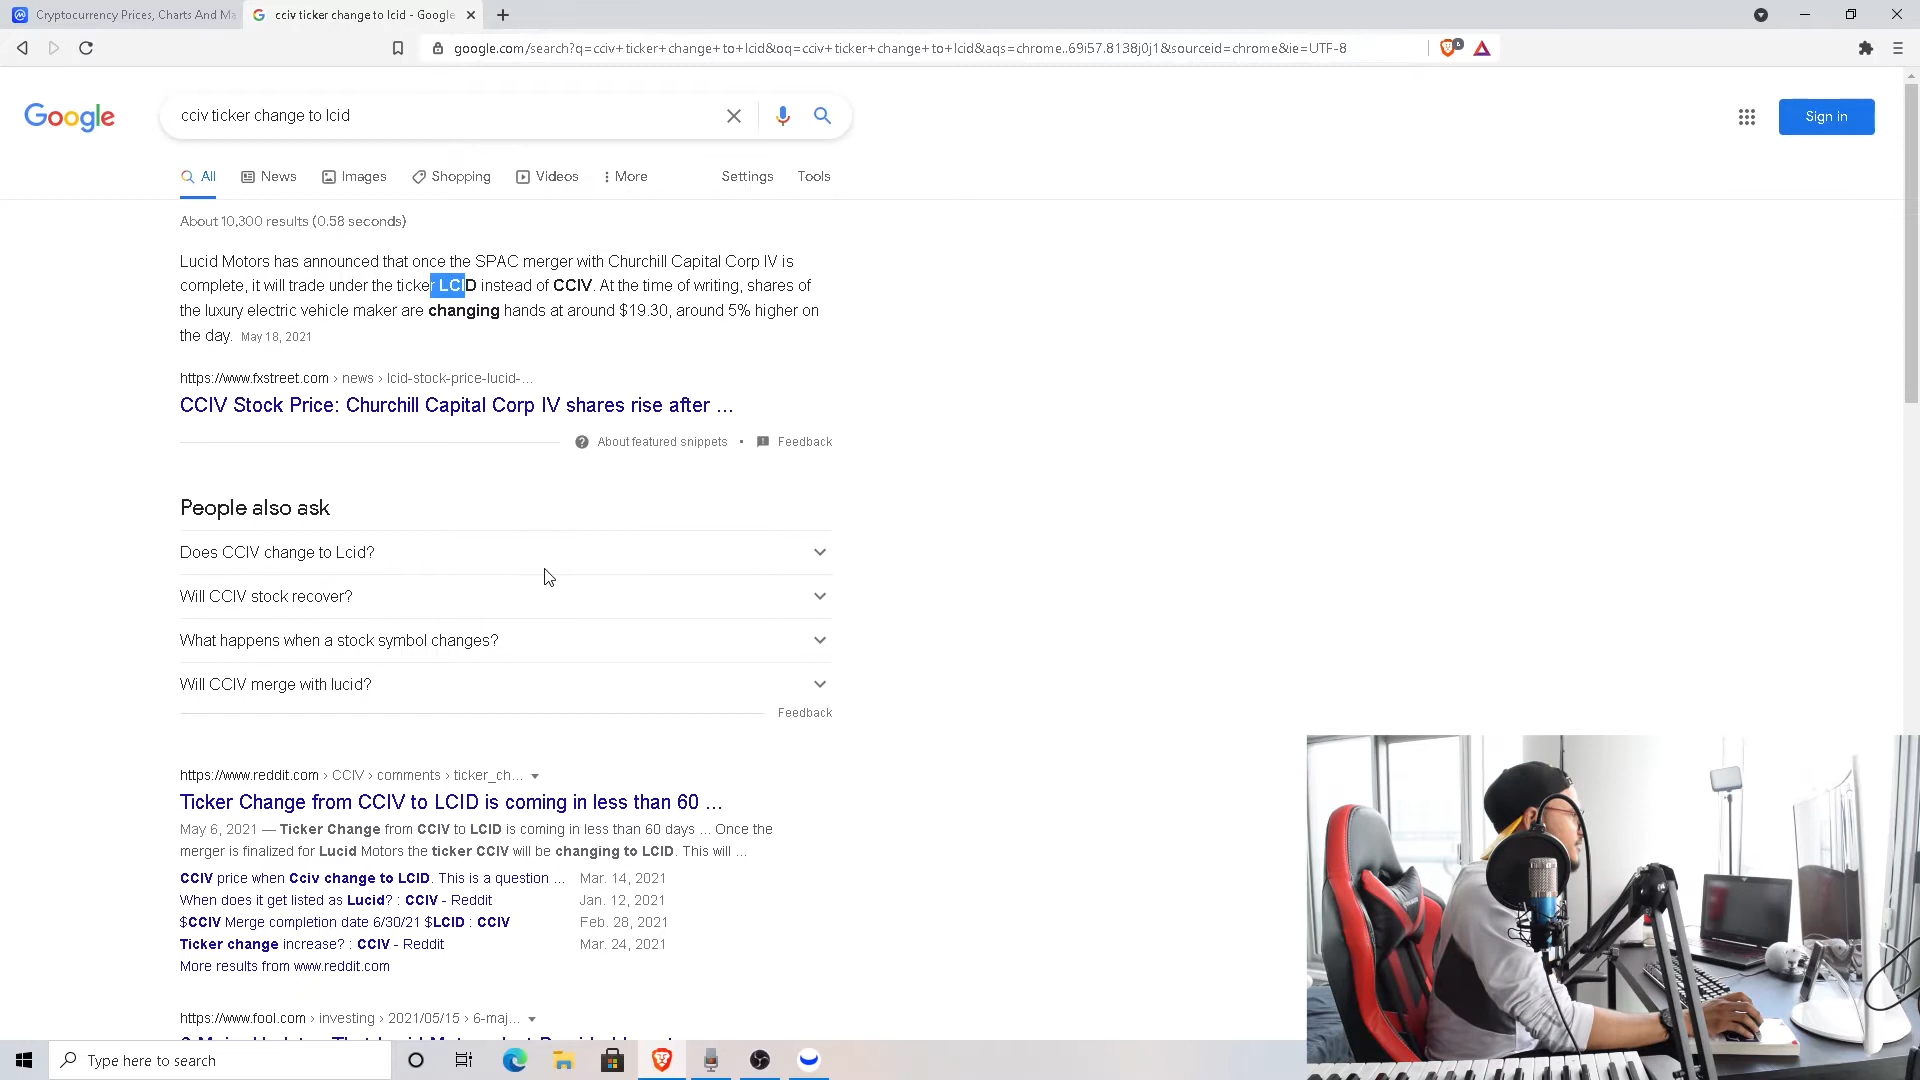 Cryptocurrency Prices, Charts And Ma
cciv ticker change to lcid - Google
google.com/search?q=cciv+ticker+change+to+lcid&oq=cciv+ticker+change+to+lcid&aqs=chrome..69i57.8138j0j1&sourceid=chrome&ie=UTF-8
Google
cciv ticker change to lcid
Sign in
All News Images Shopping Videos More Settings Tools
About 10,300 results (0.58 seconds)
Lucid Motors has announced that once the SPAC merger with Churchill Capital Corp IV is
complete, it will trade under the ticker LCID instead of CCIV. At the time of writing, shares of
the luxury electric vehicle maker are changing hands at around $19.30, around 5% higher on
the day. May 18, 2021
https://www.fxstreet.com › news › lcid-stock-price-lucid-...
CCIV Stock Price: Churchill Capital Corp IV shares rise after ...
About featured snippets • Feedback
People also ask
Does CCIV change to Lcid?
Will CCIV stock recover?
What happens when a stock symbol changes?
Will CCIV merge with lucid?
Feedback
https://www.reddit.com › CCIV › comments › ticker_ch...
Ticker Change from CCIV to LCID is coming in less than 60 ...
May 6, 2021 — Ticker Change from CCIV to LCID is coming in less than 60 days ... Once the
merger is finalized for Lucid Motors the ticker CCIV will be changing to LCID. This will ...
CCIV price when Cciv change to LCID. This is a question ... Mar. 14, 2021
When does it get listed as Lucid? : CCIV - Reddit Jan. 12, 2021
$CCIV Merge completion date 6/30/21 $LCID : CCIV Feb. 28, 2021
Ticker change increase? : CCIV - Reddit Mar. 24, 2021
More results from www.reddit.com
https://www.fool.com › investing › 2021/05/15 › 6-maj...
Type here to search